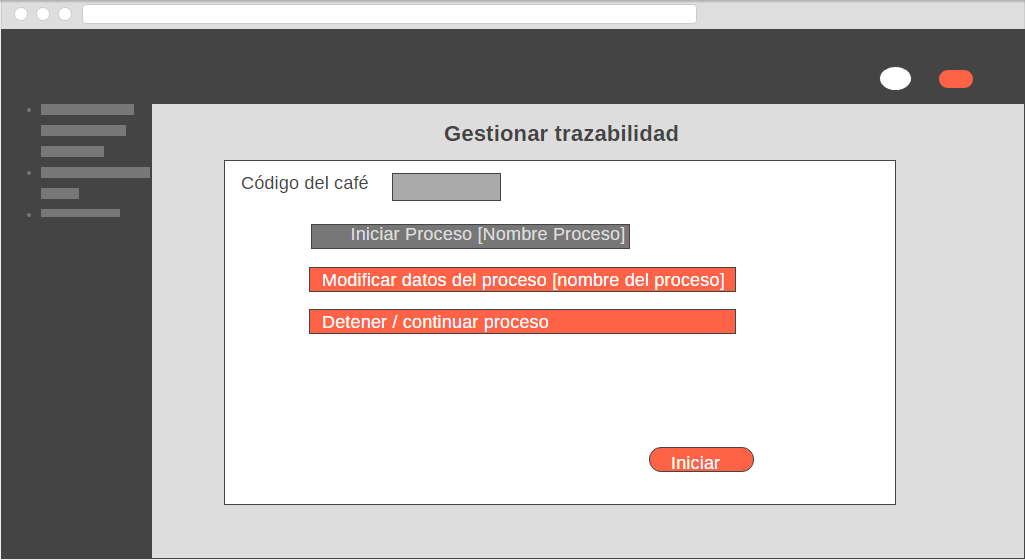 Gestionar trazabilidad
Código del café
Iniciar Proceso [Nombre Proceso]
Modificar datos del proceso [nombre del proceso]
Detener / continuar proceso
Iniciar